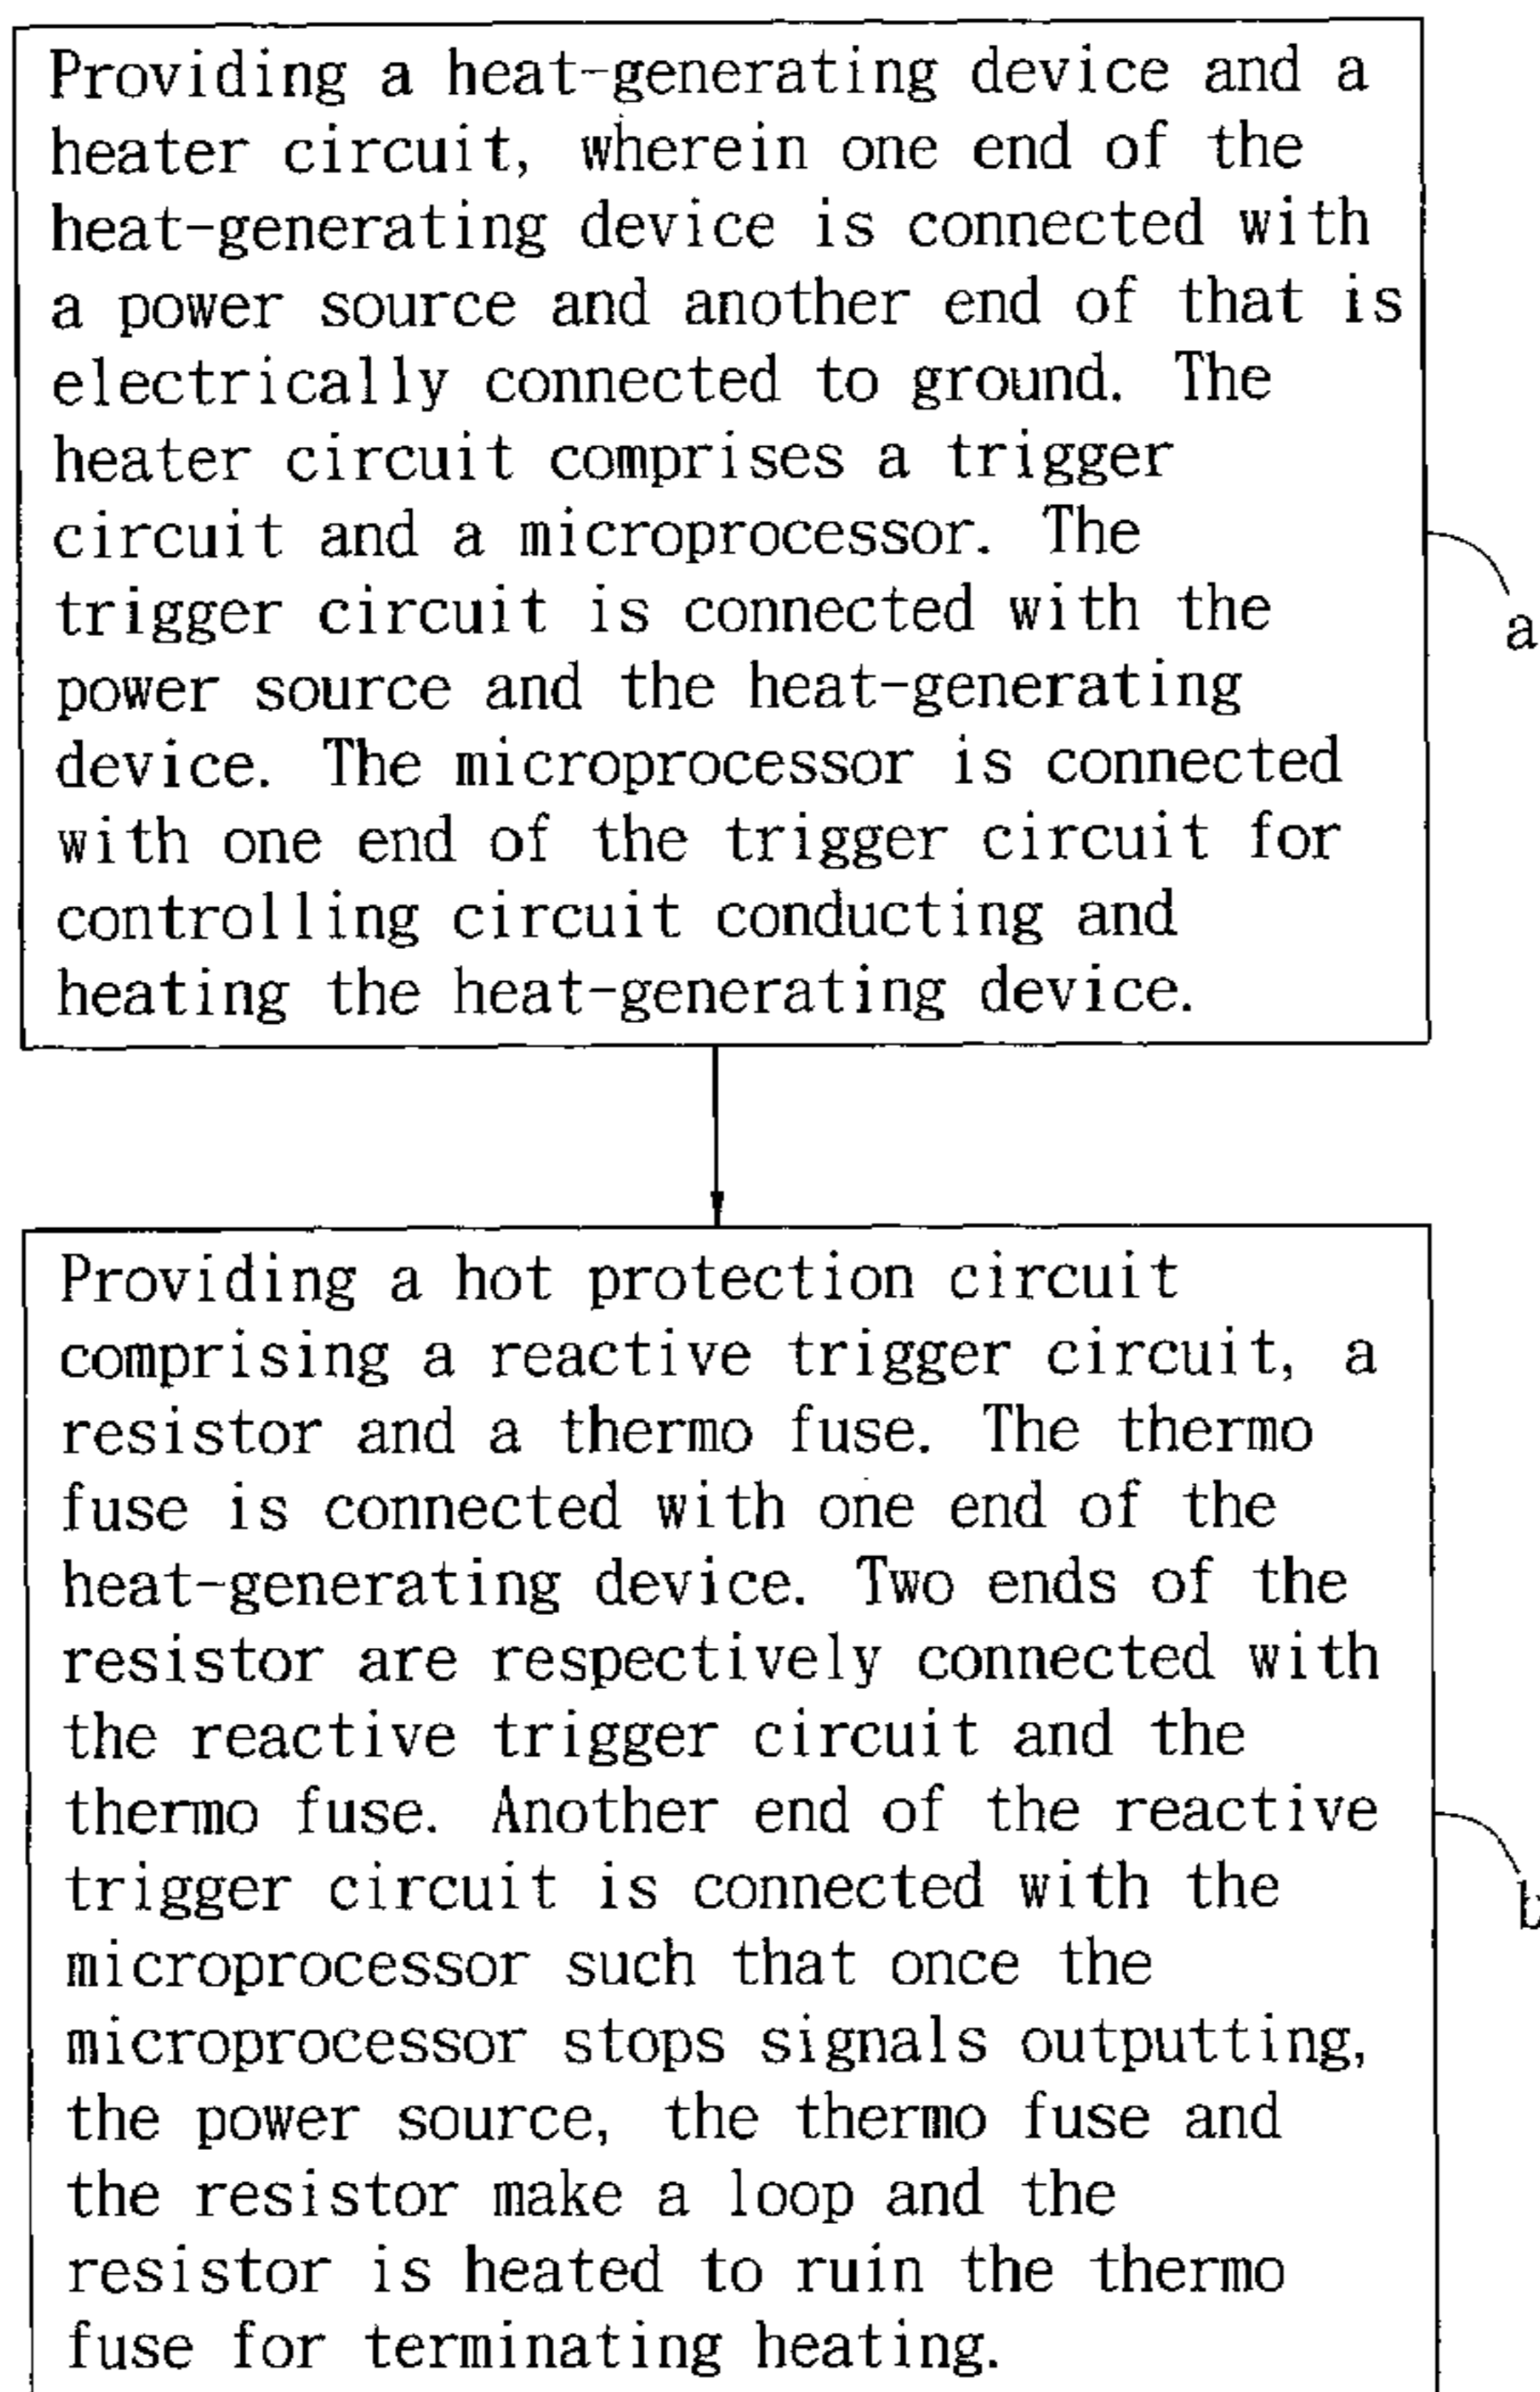 Providing a heat-generating device and a
heater circuit, wherein one end of the
heat-generating device is connected with
a power source and another end of that is
electrically connected to ground. The
heater circuit comprises a trigger
circuit and a microprocessor. The
trigger circuit is connected with the
power source and the heat-generating
device. The microprocessor is connected
with one end of the trigger circuit for
controlling circuit conducting and
heating the heat-generating device.
a
Providing a hot protection circuit
comprising a reactive trigger circuit, a
resistor and a thermo fuse. The thermo
fuse is connected with one end of the
heat-generating device. Two ends of the
resistor are respectively connected with
the reactive trigger circuit and the
thermo fuse. Another end of the reactive
trigger circuit is connected with the
microprocessor such that once the
microprocessor stops signals outputting,
the power source, the thermo fuse and
the resistor make a loop and the
resistor is heated to ruin the thermo
fuse for terminating heating.
b